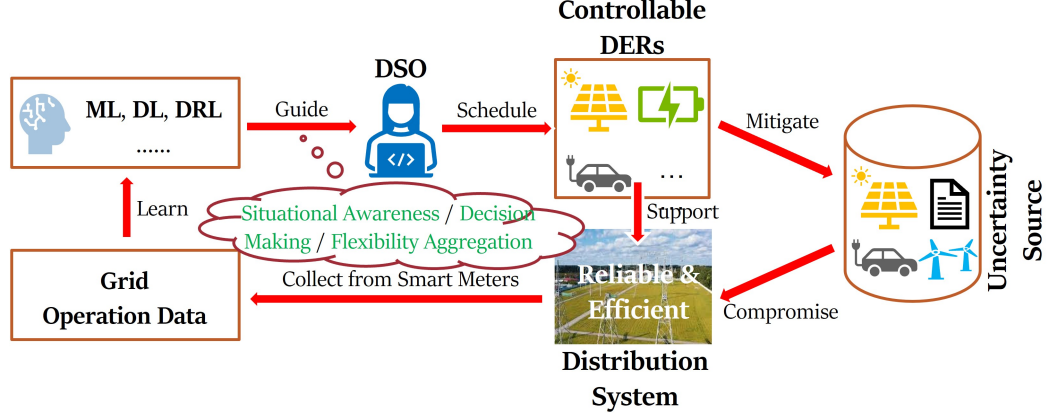 Controllable
DERs
DSO
ML, DL, DRL
......
Guide
</>
Schedule
...
Mitigate
Uncertainty
Source
Learn
Situational Awareness / Decision
Making / Flexibility Aggregation
Support
Grid
Operation Data
Collect from Smart Meters
Reliable &
Efficient
Compromise
Distribution
System